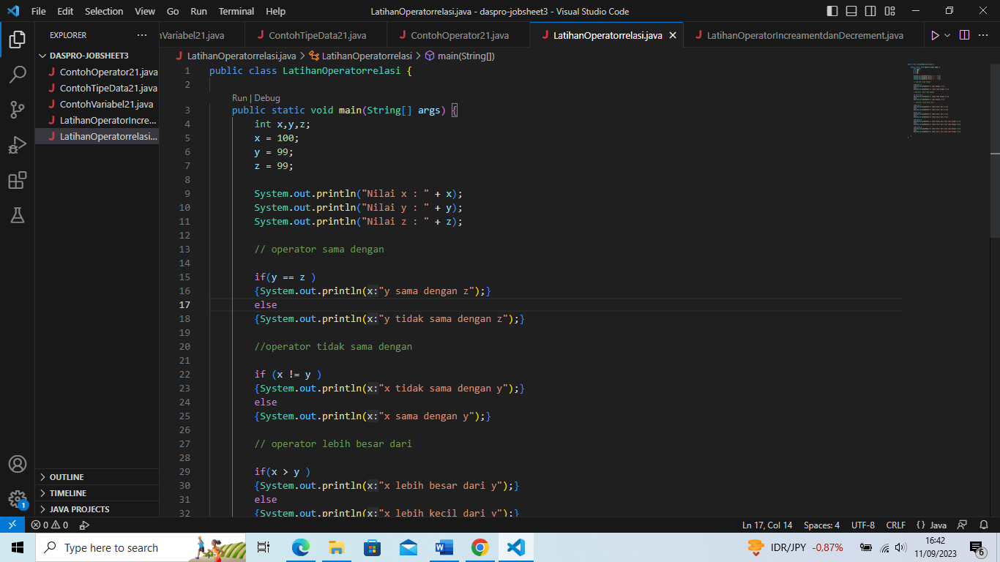 File Edit Selection View Go Run Terminal Help
LatihanOperatorrelasi.java - daspro-jobsheet3 - Visual Studio Code
EXPLORER
DASPRO-JOBSHEET3
ContohOperator21.java
ContohTipeData21.java
ContohVariabel21.java
LatihanOperatorIncre...
LatihanOperatorrelasi...
OUTLINE
TIMELINE
JAVA PROJECTS
nVariabel21.java
ContohTipeData21.java
ContohOperator21.java
LatihanOperatorrelasi.java
LatihanOperatorIncreamentdanDecrement.java
LatihanOperatorrelasi.java > LatihanOperatorrelasi > main(String[])
1 public class LatihanOperatorrelasi {
2
Run | Debug
3 public static void main(String[] args) {
4 int x,y,z;
5 x = 100;
6 y = 99;
7 z = 99;
8
9 System.out.println("Nilai x : " + x);
10 System.out.println("Nilai y : " + y);
11 System.out.println("Nilai z : " + z);
12
13 // operator sama dengan
14
15 if(y == z )
16 {System.out.println(x:"y sama dengan z");}
17 else
18 {System.out.println(x:"y tidak sama dengan z");}
19
20 //operator tidak sama dengan
21
22 if (x != y )
23 {System.out.println(x:"x tidak sama dengan y");}
24 else
25 {System.out.println(x:"x sama dengan y");}
26
27 // operator lebih besar dari
28
29 if(x > y )
30 {System.out.println(x:"x lebih besar dari y");}
31 else
32 {System.out.println(x:"x lebih kecil dari y");}
1
0 0
Ln 17, Col 14 Spaces: 4 UTF-8 CRLF {} Java
Type here to search
IDR/JPY -0,87%
16:42
11/09/2023
6